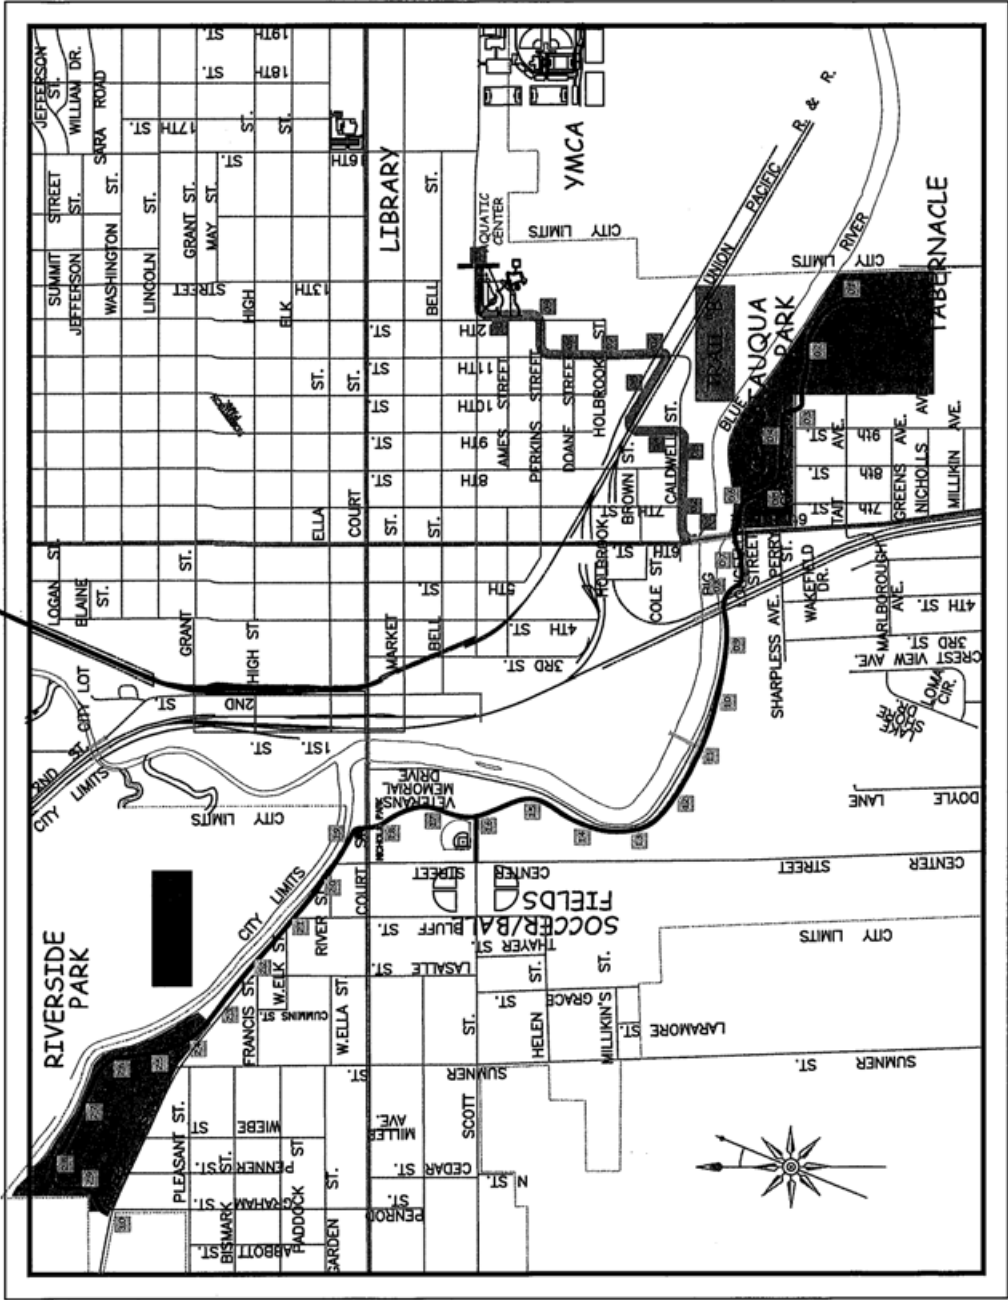 JEFFERSON
ST.
WILLIAM DR.
SARA ROAD
19TH
ST.
18TH
ST.
17TH
ST.
ST.
ST.
16TH
ST.
SUMMIT STREET
JEFFERSON ST.
WASHINGTON ST.
LINCOLN ST.
GRANT ST.
MAY ST.
LIBRARY
ST.
YMCA
AQUATIC
CENTER
CITY LIMITS
UNION PACIFIC R. & R.
RIVER
CITY LIMITS
TABERNACLE
13TH STREET
HIGH
ELK
BELL
2TH ST.
11TH ST.
10TH ST.
9TH ST.
8TH ST.
ST.
COURT
ELLA
ST.
ST.
AMES STREET
PERKINS STREET
DOANE STREET
HOLBROOK ST.
BROWN ST.
CALDWELL ST.
7TH ST.
6TH ST.
TRAIL
BLUE
AUQUA
PARK
9th ST.
8th ST.
7th ST.
TAIT AVE.
GREENS AVE.
NICHOLLS AVE.
MILLIKIN AVE.
LOGAN ST.
BLAINE ST.
GRANT ST.
HIGH ST.
MARKET
BELL
5TH ST.
4TH ST.
3RD ST.
HOLBROOK
COLE ST.
BIG
STREET
PERRY ST.
SHARPLESS AVE.
WAKEFIELD DR.
MARLBOROUGH AVE.
4TH ST.
3RD ST.
CREST VIEW AVE.
LOMA CIR.
LAKE SHORE DR.
CITY LOT
2ND ST.
2ND ST.
1ST. ST.
CITY LIMITS
CITY LIMITS
VETERANS
MEMORIAL
DRIVE
NICHOLS PARK
DOYLE LANE
CENTER STREET
CENTER STREET
SOCCER/BALL
FIELDS
CITY LIMITS
RIVERSIDE
PARK
CITY LIMITS
COURT ST.
RIVER ST.
W.ELK ST.
FRANCIS ST.
CUMMINS ST.
W.ELLA ST.
BLUFF ST.
LASALLE ST.
THAYER ST.
GRACE ST.
HELEN ST.
MILLIKIN'S ST.
LARAMORE ST.
SUMNER ST.
SUMNER ST.
SCOTT ST.
PLEASANT ST.
WIEBE ST
PENNER ST.
GRAHAM ST.
ABBOTT ST.
BISMARK ST.
PADDOCK ST
GARDEN ST.
MILLER AVE.
CEDAR ST.
PENROD ST.
N ST.